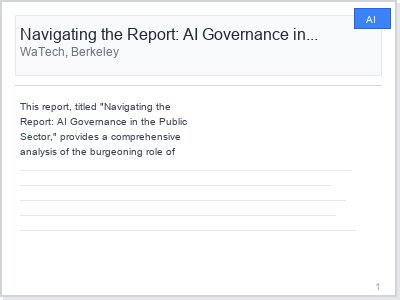 AI
Navigating the Report: AI Governance in...
WaTech, Berkeley
This report, titled "Navigating the
Report: AI Governance in the Public
Sector," provides a comprehensive
analysis of the burgeoning role of
1